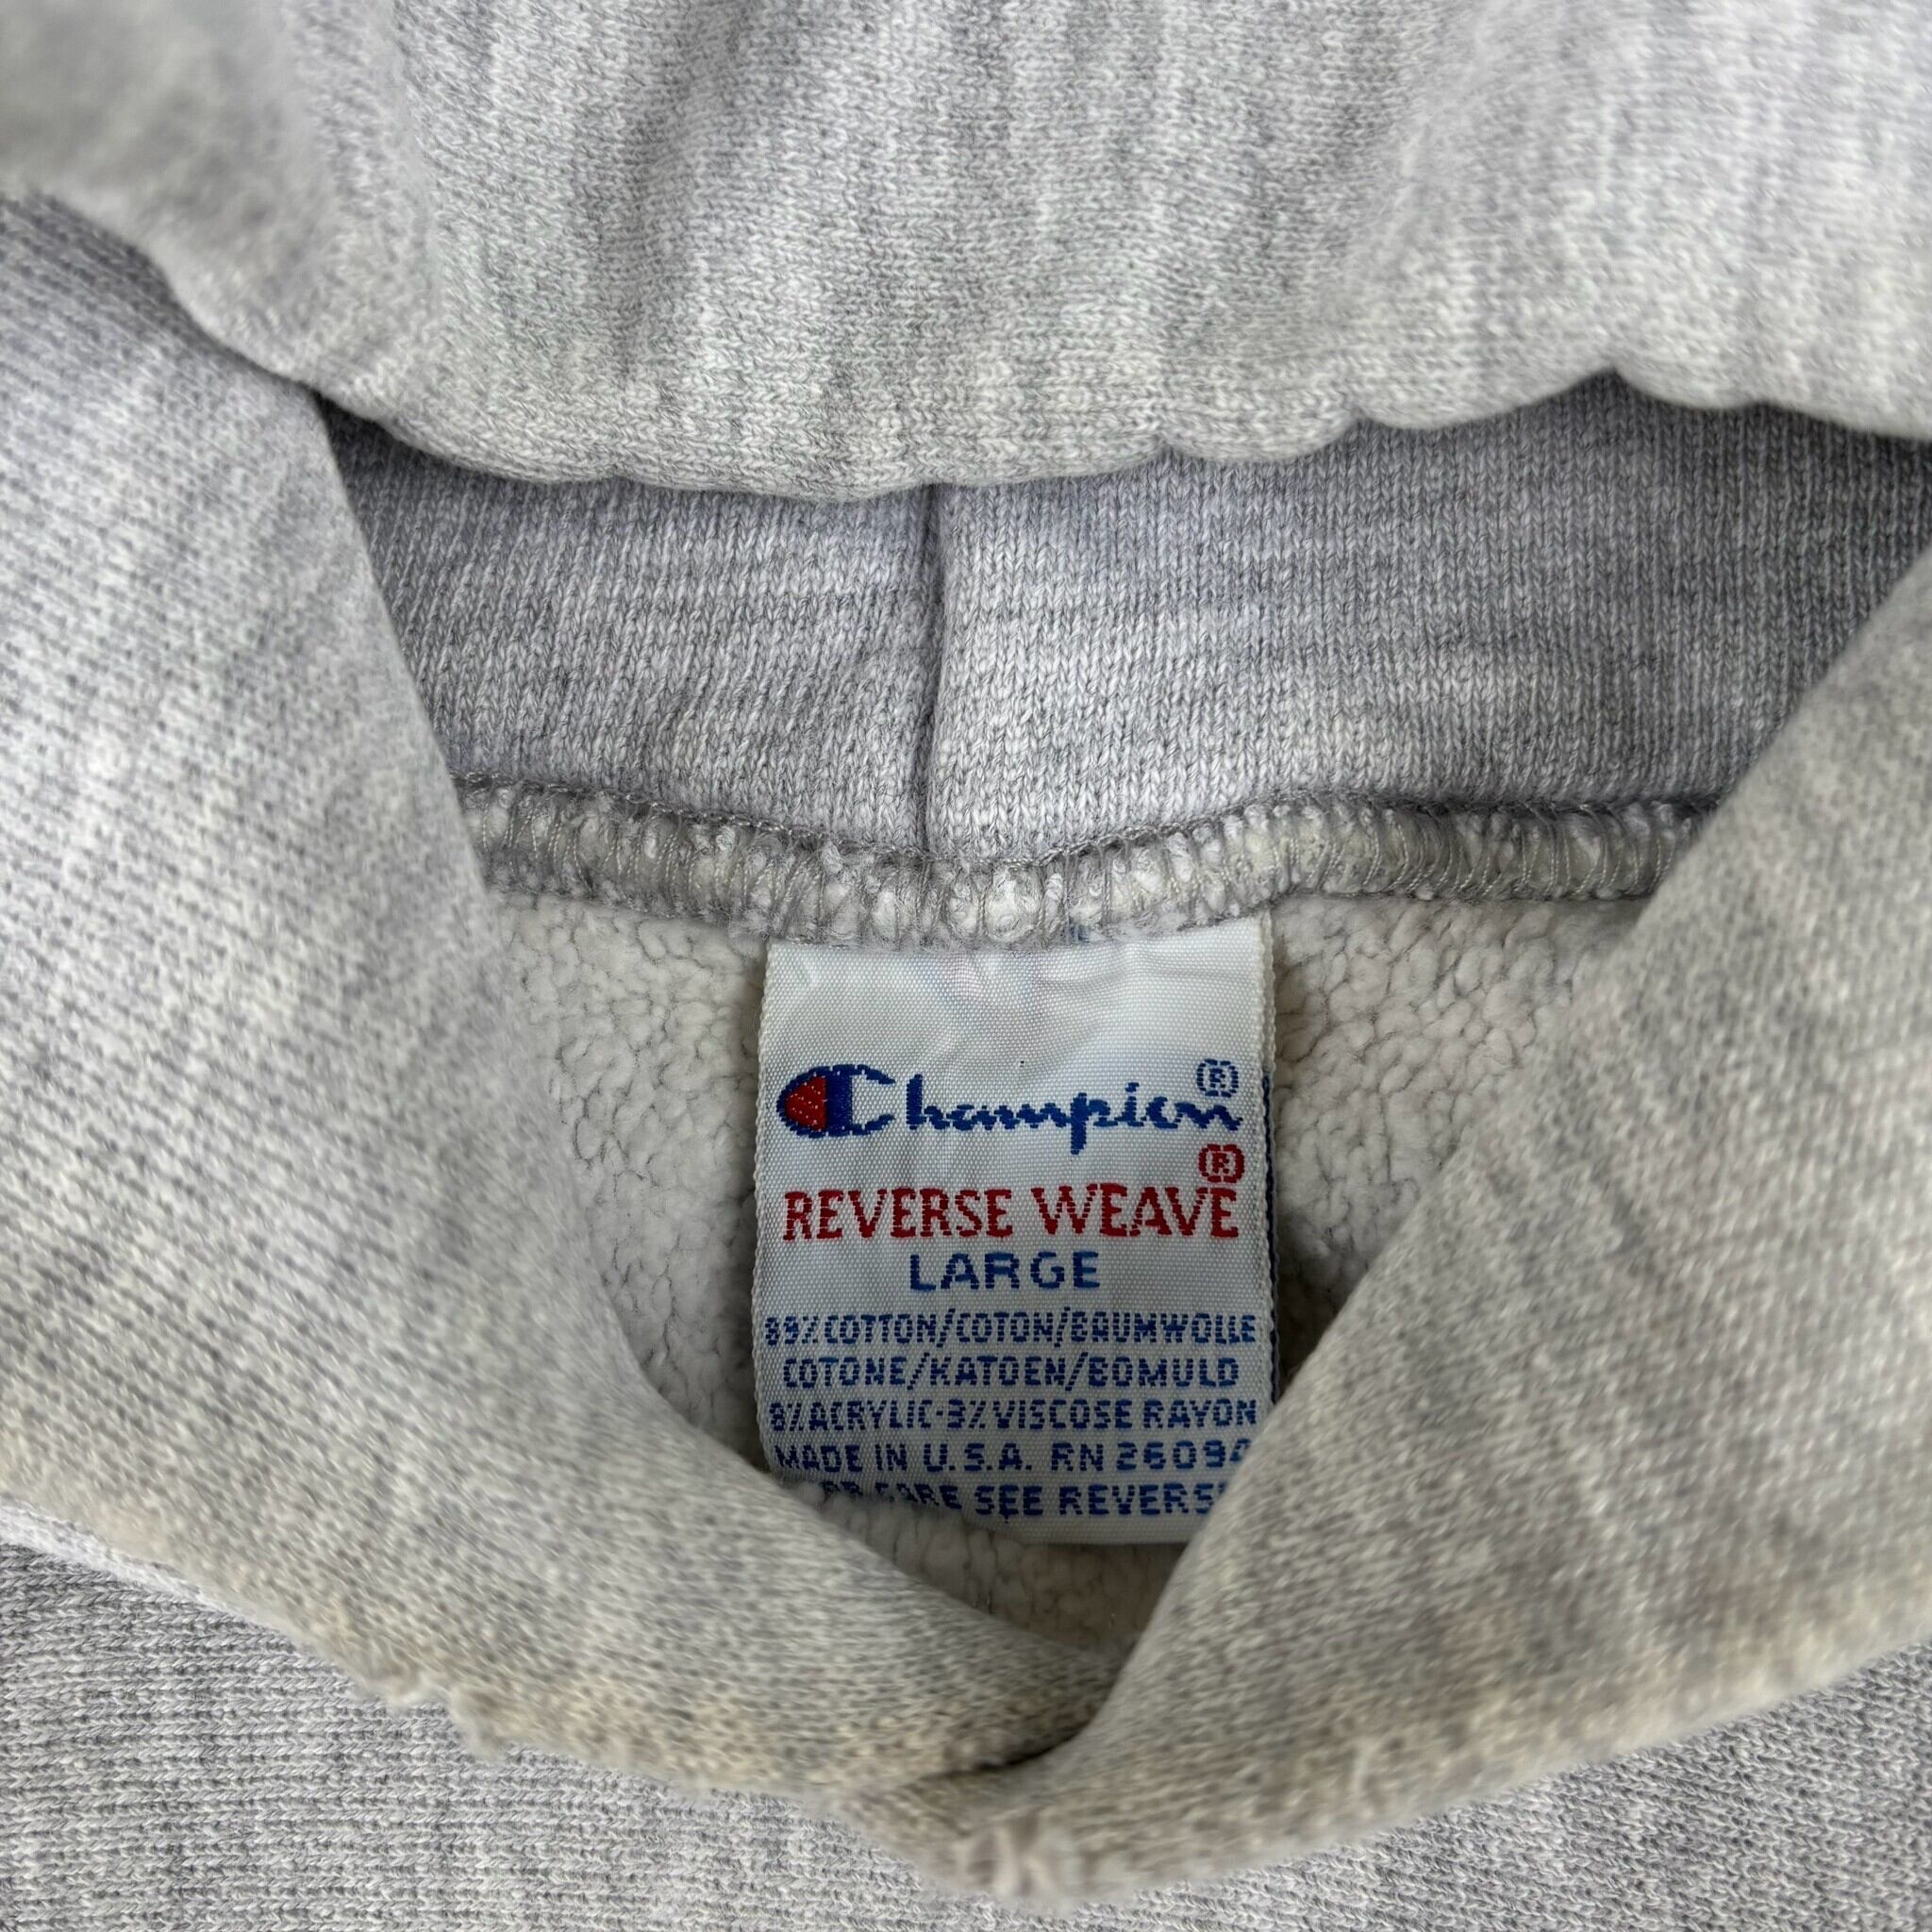 Champion®
REVERSE WEAVE®
LARGE
89% COTTON/COTON/BAUMWOLLE
COTONE/KATOEN/BOMULD
8% ACRYLIC-3% VISCOSE RAYON
MADE IN U.S.A. RN 26094
CARE SEE REVERSE